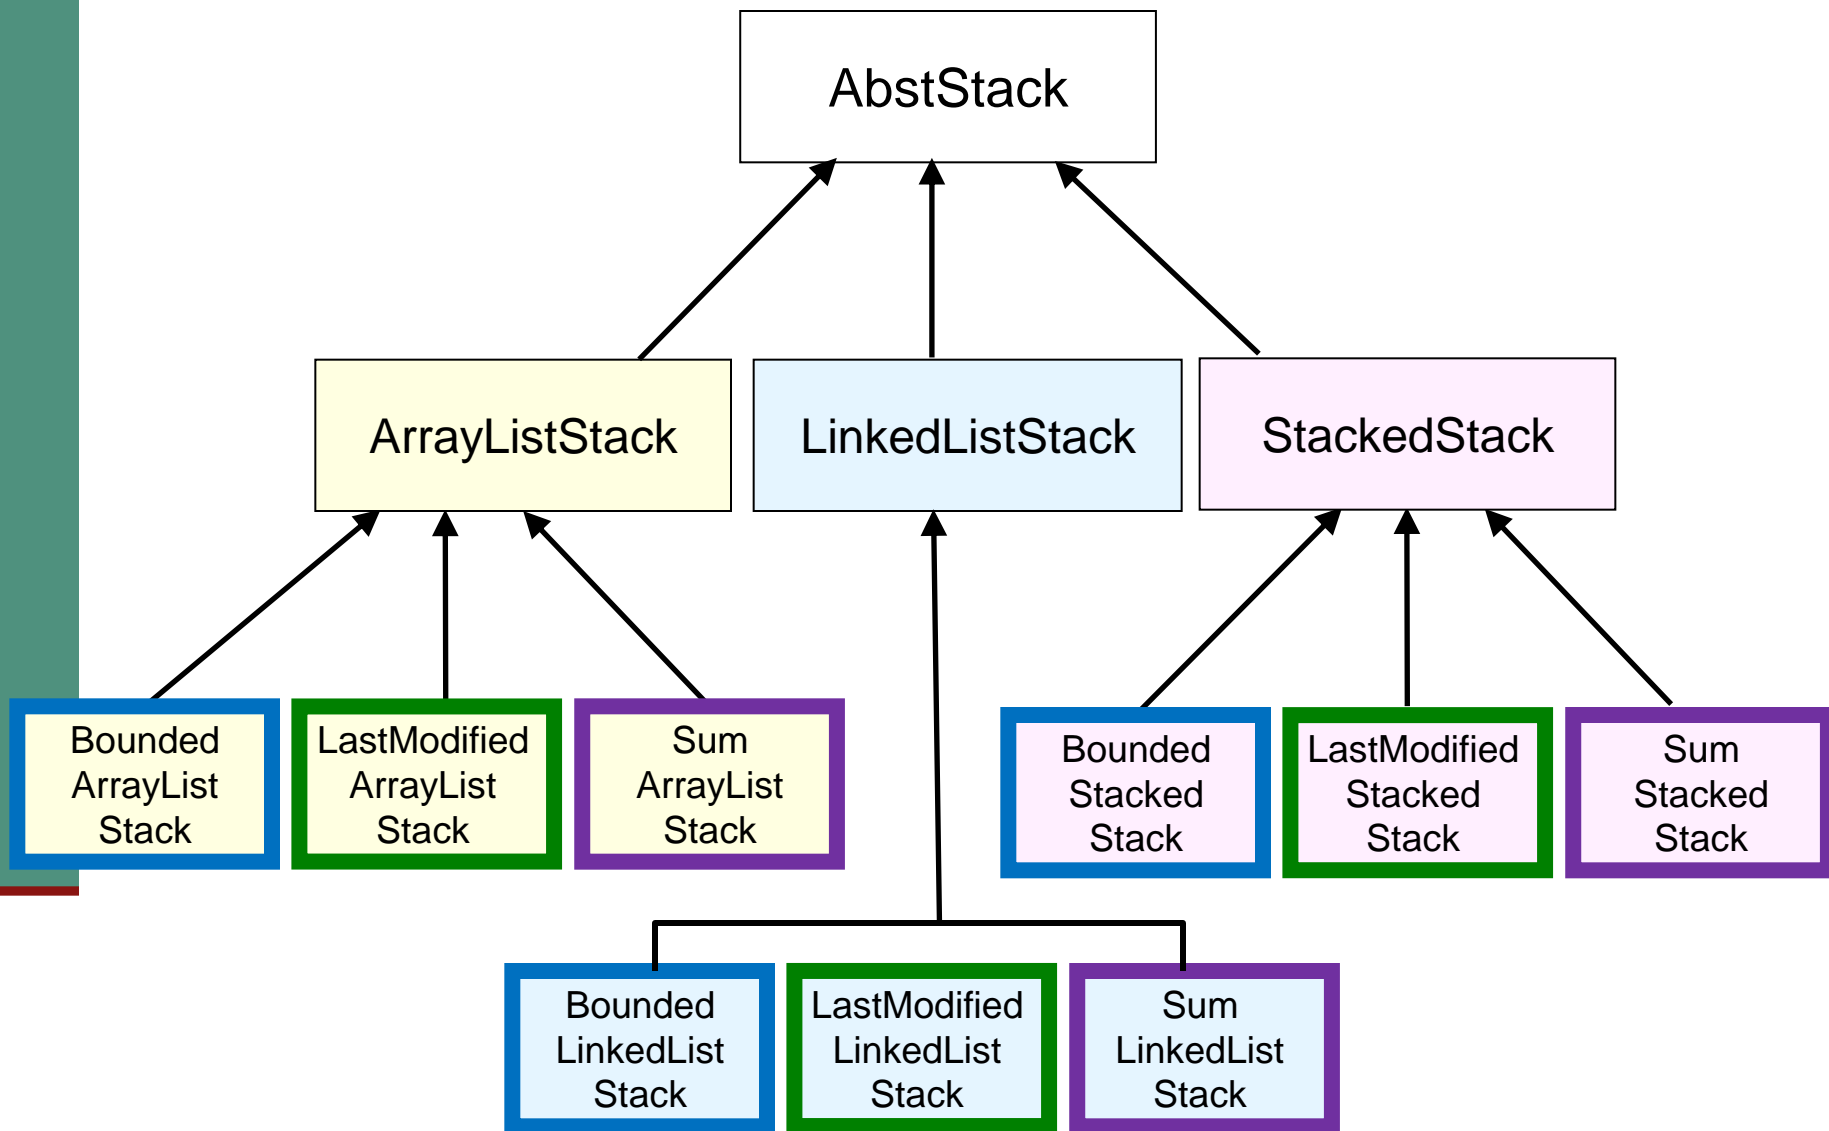 AbstStack
ArrayListStack
LinkedListStack
StackedStack
Bounded
ArrayList
Stack
LastModified
ArrayList
Stack
Sum
ArrayList
Stack
Bounded
Stacked
Stack
LastModified
Stacked
Stack
Sum
Stacked
Stack
Bounded
LinkedList
Stack
LastModified
LinkedList
Stack
Sum
LinkedList
Stack